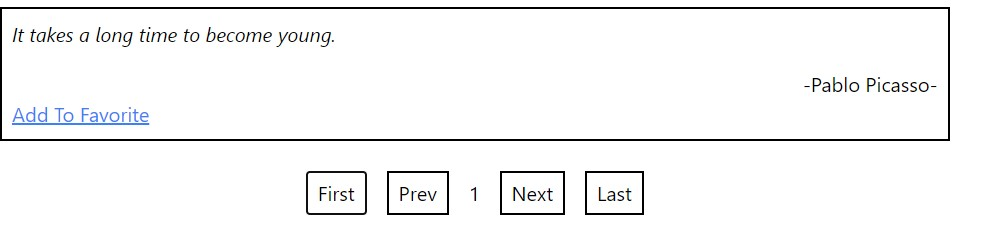 It takes a long time to become young.
-Pablo Picasso-
Add To Favorite
First Prev 1 Next Last